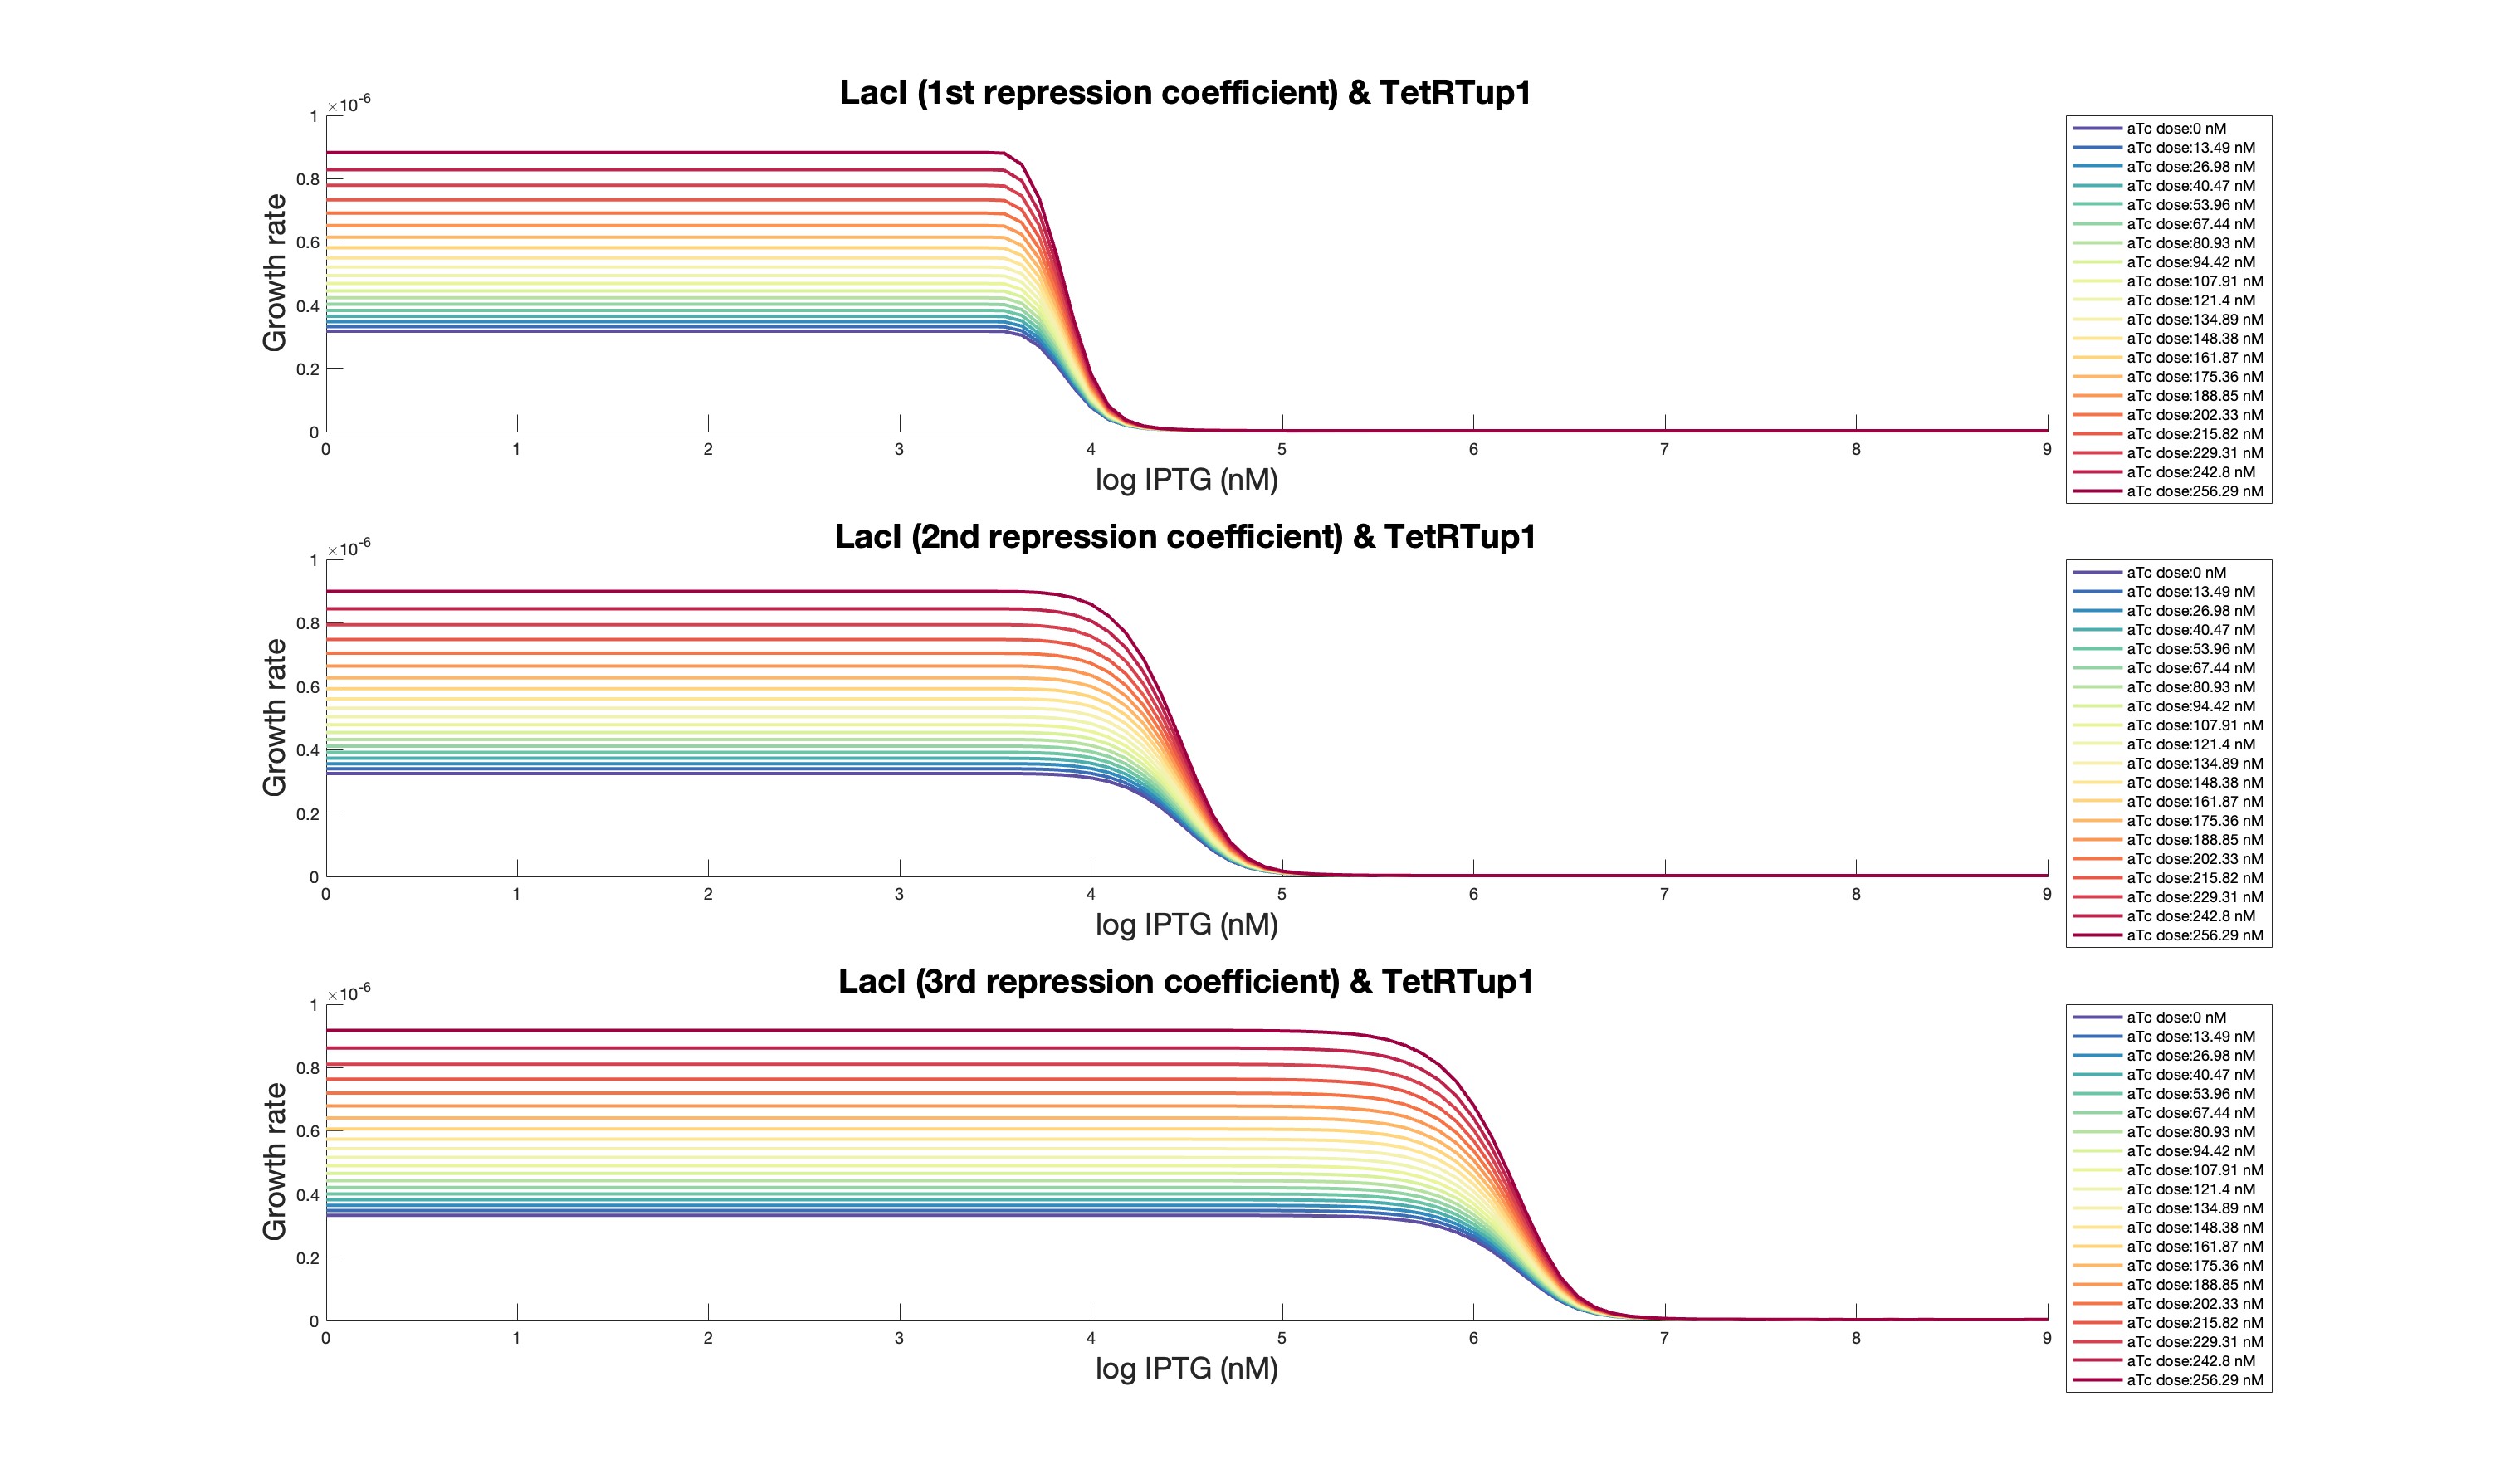 LacI (1st repression coefficient) & TetRTup1
×10-6
1
0.8
0.6
0.4
0.2
0
Growth rate
0 1 2 3 4 5 6 7 8 9
log IPTG (nM)
aTc dose:0 nM
aTc dose:13.49 nM
aTc dose:26.98 nM
aTc dose:40.47 nM
aTc dose:53.96 nM
aTc dose:67.44 nM
aTc dose:80.93 nM
aTc dose:94.42 nM
aTc dose:107.91 nM
aTc dose:121.4 nM
aTc dose:134.89 nM
aTc dose:148.38 nM
aTc dose:161.87 nM
aTc dose:175.36 nM
aTc dose:188.85 nM
aTc dose:202.33 nM
aTc dose:215.82 nM
aTc dose:229.31 nM
aTc dose:242.8 nM
aTc dose:256.29 nM
LacI (2nd repression coefficient) & TetRTup1
×10-6
1
0.8
0.6
0.4
0.2
0
Growth rate
0 1 2 3 4 5 6 7 8 9
log IPTG (nM)
aTc dose:0 nM
aTc dose:13.49 nM
aTc dose:26.98 nM
aTc dose:40.47 nM
aTc dose:53.96 nM
aTc dose:67.44 nM
aTc dose:80.93 nM
aTc dose:94.42 nM
aTc dose:107.91 nM
aTc dose:121.4 nM
aTc dose:134.89 nM
aTc dose:148.38 nM
aTc dose:161.87 nM
aTc dose:175.36 nM
aTc dose:188.85 nM
aTc dose:202.33 nM
aTc dose:215.82 nM
aTc dose:229.31 nM
aTc dose:242.8 nM
aTc dose:256.29 nM
LacI (3rd repression coefficient) & TetRTup1
×10-6
1
0.8
0.6
0.4
0.2
0
Growth rate
0 1 2 3 4 5 6 7 8 9
log IPTG (nM)
aTc dose:0 nM
aTc dose:13.49 nM
aTc dose:26.98 nM
aTc dose:40.47 nM
aTc dose:53.96 nM
aTc dose:67.44 nM
aTc dose:80.93 nM
aTc dose:94.42 nM
aTc dose:107.91 nM
aTc dose:121.4 nM
aTc dose:134.89 nM
aTc dose:148.38 nM
aTc dose:161.87 nM
aTc dose:175.36 nM
aTc dose:188.85 nM
aTc dose:202.33 nM
aTc dose:215.82 nM
aTc dose:229.31 nM
aTc dose:242.8 nM
aTc dose:256.29 nM